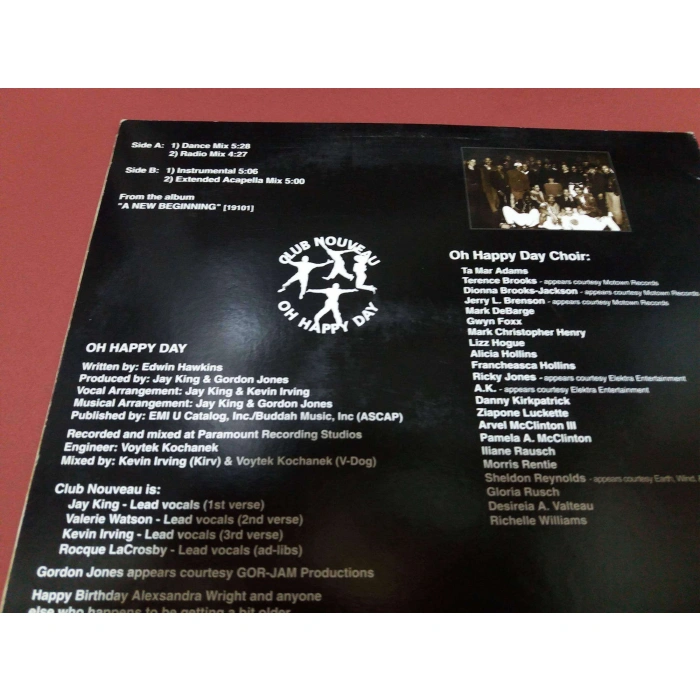 Side A: 1) Dance Mix 5:28
2) Radio Mix 4:27
Side B: 1) Instrumental 5:06
2) Extended Acapella Mix 5:00
From the album
"A NEW BEGINNING" [19101]
CLUB NOUVEAU
OH HAPPY DAY
OH HAPPY DAY
Written by: Edwin Hawkins
Produced by: Jay King & Gordon Jones
Vocal Arrangement: Jay King & Kevin Irving
Musical Arrangement: Jay King & Gordon Jones
Published by: EMI U Catalog, Inc./Buddah Music, Inc (ASCAP)
Recorded and mixed at Paramount Recording Studios
Engineer: Voytek Kochanek
Mixed by: Kevin Irving (Kirv) & Voytek Kochanek (V-Dog)
Club Nouveau is:
Jay King - Lead vocals (1st verse)
Valerie Watson - Lead vocals (2nd verse)
Kevin Irving - Lead vocals (3rd verse)
Rocque LaCrosby - Lead vocals (ad-libs)
Gordon Jones appears courtesy GOR-JAM Productions
Happy Birthday Alexsandra Wright and anyone
else who happens to be getting a bit older
Oh Happy Day Choir:
Ta Mar Adams
Terence Brooks - appears courtesy Motown Records
Dionna Brooks-Jackson - appears courtesy Motown Records
Jerry L. Brenson - appears courtesy Motown Records
Mark DeBarge
Gwyn Foxx
Mark Christopher Henry
Lizz Hogue
Alicia Hollins
Francheasca Hollins
Ricky Jones - appears courtesy Elektra Entertainment
A.K. - appears courtesy Elektra Entertainment
Danny Kirkpatrick
Ziapone Luckette
Arvel McClinton III
Pamela A. McClinton
Iliane Rausch
Morris Rentie
Sheldon Reynolds - appears courtesy Earth, Wind,
Gloria Rusch
Desireia A. Valteau
Richelle Williams